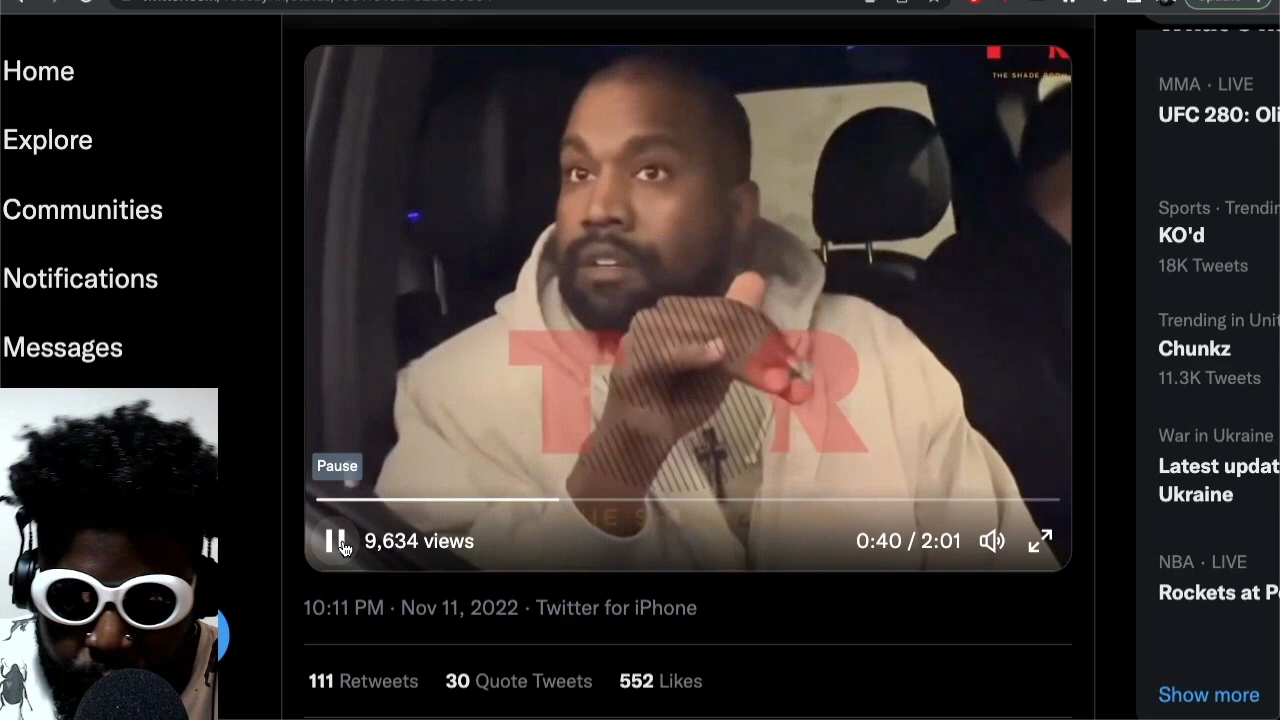 Home
Explore
Communities
Notifications
Messages
THE SHADE ROOM
T R
Pause
9,634 views
0:40 / 2:01
10:11 PM · Nov 11, 2022 · Twitter for iPhone
111 Retweets 30 Quote Tweets 552 Likes
MMA · LIVE
UFC 280: Oli
Sports · Trendin
KO'd
18K Tweets
Trending in Unit
Chunkz
11.3K Tweets
War in Ukraine
Latest updat
Ukraine
NBA · LIVE
Rockets at P
Show more